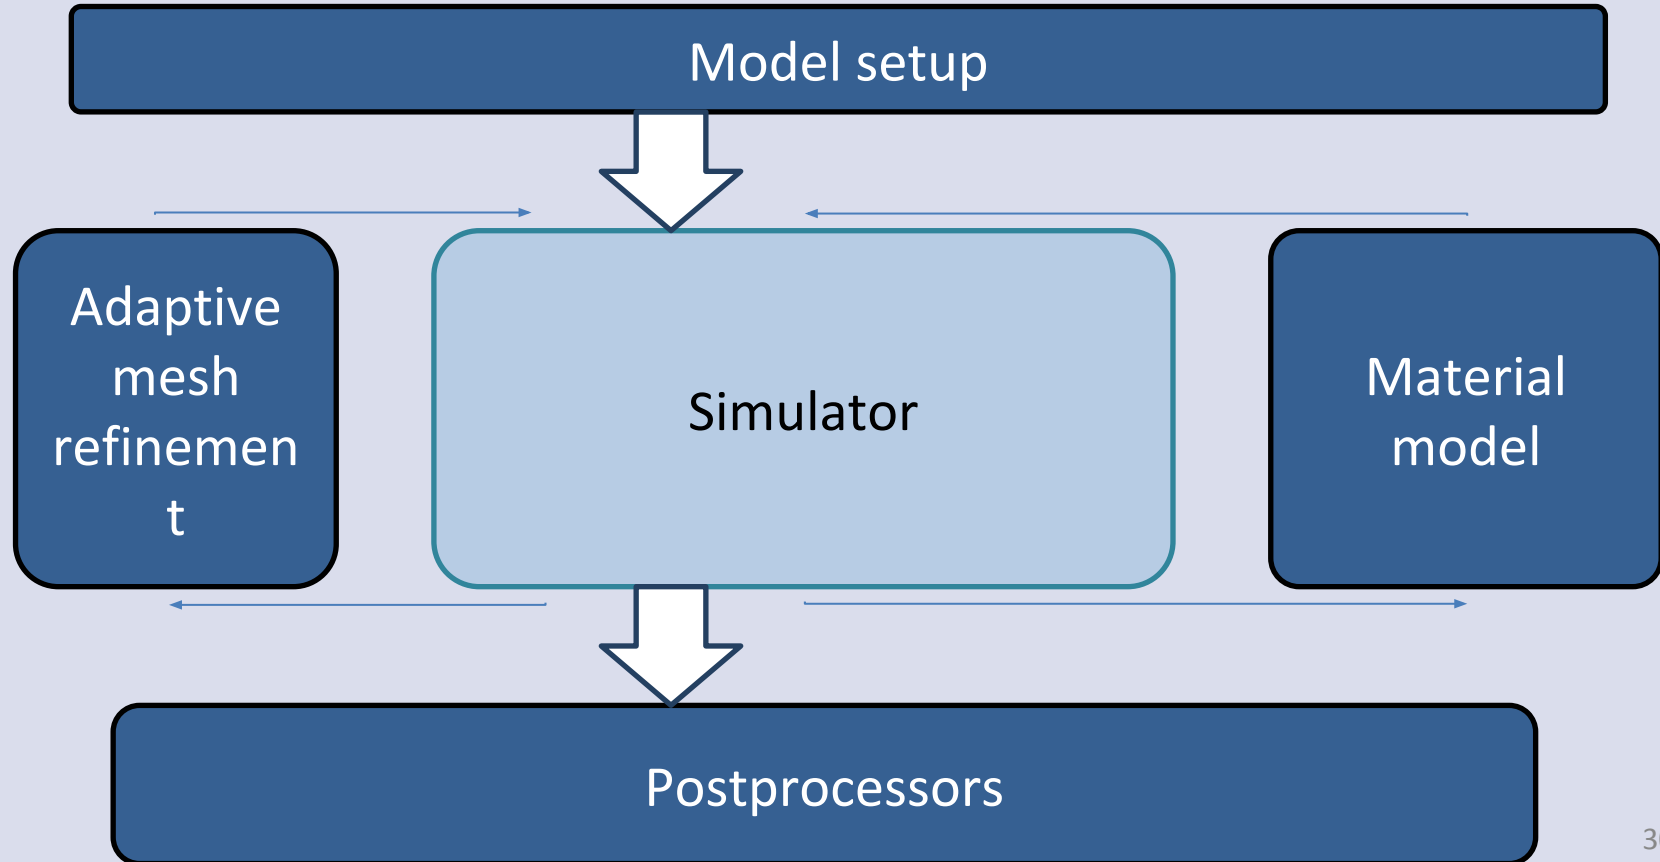 Model setup
Adaptive
mesh
refinemen
t
Simulator
Material
model
Postprocessors